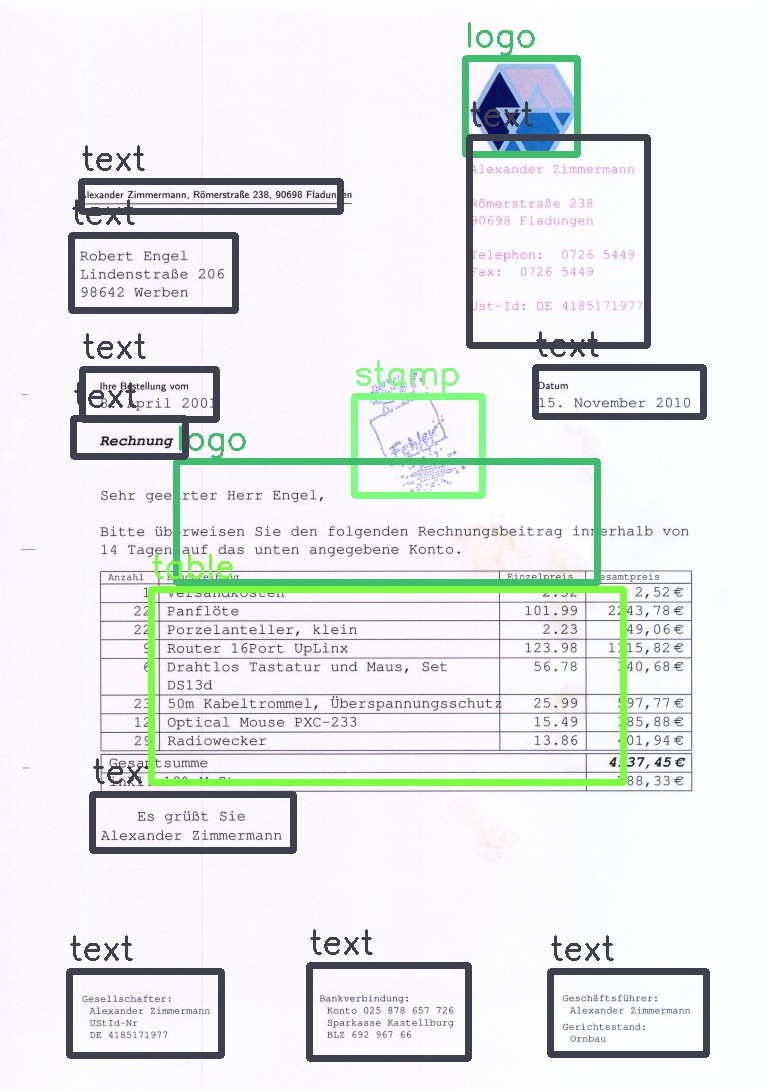 logo
text
Alexander Zimmermann
Römerstraße 238
90698 Fladungen
Telephon: 0726 5449
Fax: 0726 5449
Ust-Id: DE 4185171977
text
Alexander Zimmermann, Römerstraße 238, 90698 Fladungen
text
Robert Engel
Lindenstraße 206
98642 Werben
text
Ihre Bestellung vom
8. April 2001
text
Datum
15. November 2010
stamp
Fehler
text
Rechnung
logo
Sehr geehrter Herr Engel,
Bitte überweisen Sie den folgenden Rechnungsbeitrag innerhalb von
14 Tagen auf das unten angegebene Konto.
table
Anzahl Einzelpreis Gesamtpreis
1 Versandkosten 2.52 2,52 €
22 Panflöte 101.99 2243,78 €
22 Porzelanteller, klein 2.23 49,06 €
9 Router 16Port UpLinx 123.98 1115,82 €
6 Drahtlos Tastatur und Maus, Set 56.78 340,68 €
DS13d
23 50m Kabeltrommel, Überspannungsschutz 25.99 597,77 €
12 Optical Mouse PXC-233 15.49 185,88 €
29 Radiowecker 13.86 401,94 €
Gesamtsumme 4937,45 €
788,33 €
text
Es grüßt Sie
Alexander Zimmermann
text
Gesellschafter:
Alexander Zimmermann
UStId-Nr
DE 4185171977
text
Bankverbindung:
Konto 025 878 657 726
Sparkasse Kastellburg
BLZ 692 967 66
text
Geschäftsführer:
Alexander Zimmermann
Gerichtsstand:
Ornbau